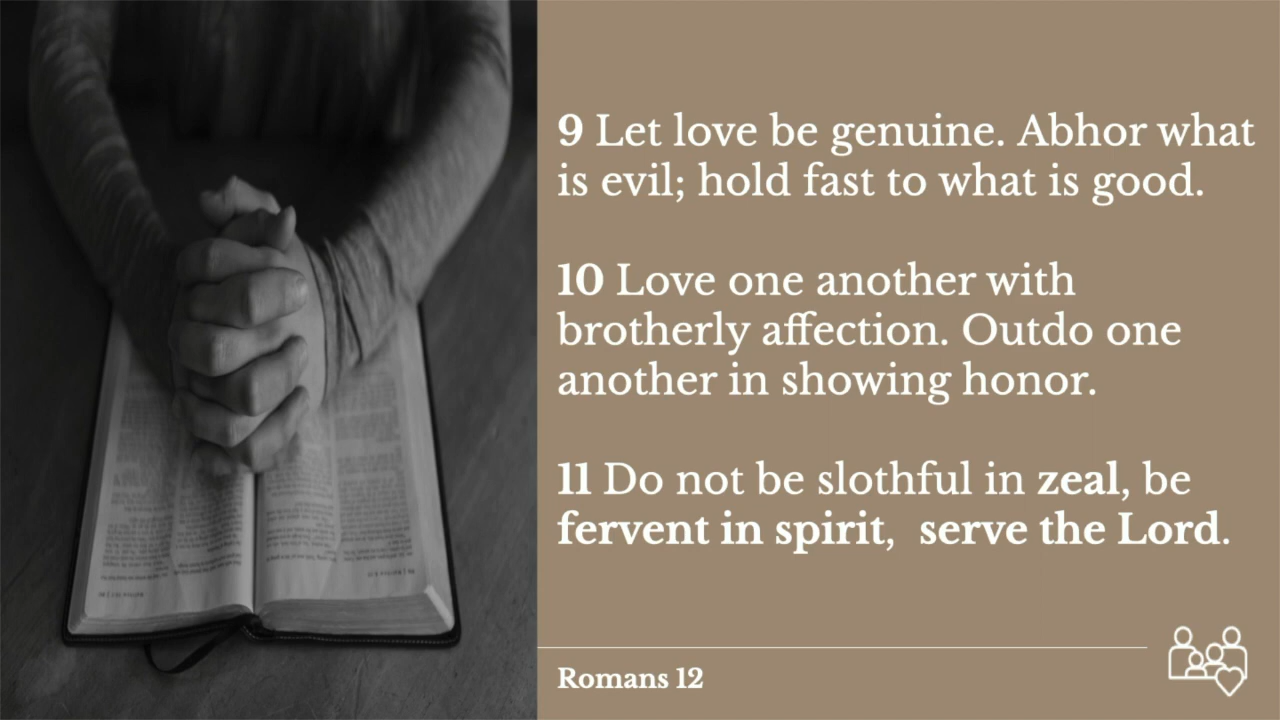 9 Let love be genuine. Abhor what
is evil; hold fast to what is good.
10 Love one another with
brotherly affection. Outdo one
another in showing honor.
11 Do not be slothful in zeal, be
fervent in spirit,  serve the Lord.
Romans 12